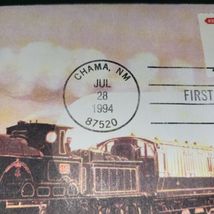 CHAMA, NM
JUL
28
1994
87520
FIRST